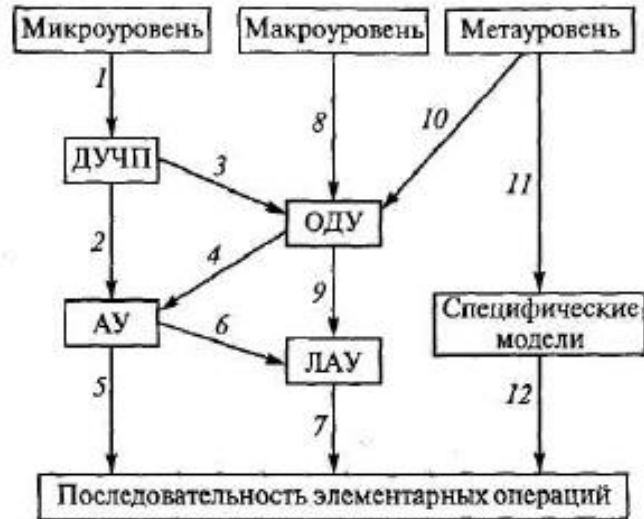 Микроуровень Макроуровень Метауровень
1
8
10
ДУЧП
3
11
2
ОДУ
4
9
АУ
6
Специфические
модели
ЛАУ
5
7
12
Последовательность элементарных операций